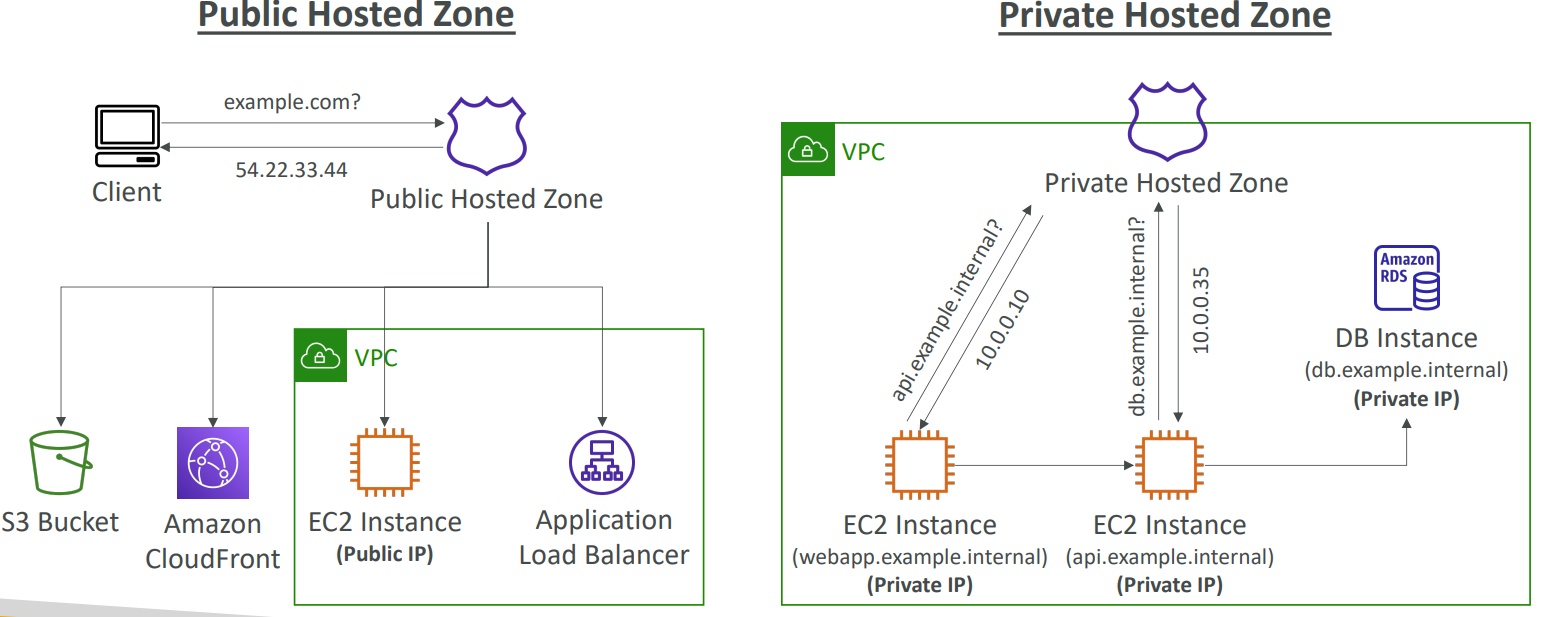 Public Hosted Zone
example.com?
54.22.33.44
Client
Public Hosted Zone
VPC
S3 Bucket
Amazon
CloudFront
EC2 Instance
(Public IP)
Application
Load Balancer
Private Hosted Zone
VPC
Private Hosted Zone
api.example.internal?
10.0.0.10
db.example.internal?
10.0.0.35
Amazon
RDS
DB Instance
(db.example.internal)
(Private IP)
EC2 Instance
(webapp.example.internal)
(Private IP)
EC2 Instance
(api.example.internal)
(Private IP)